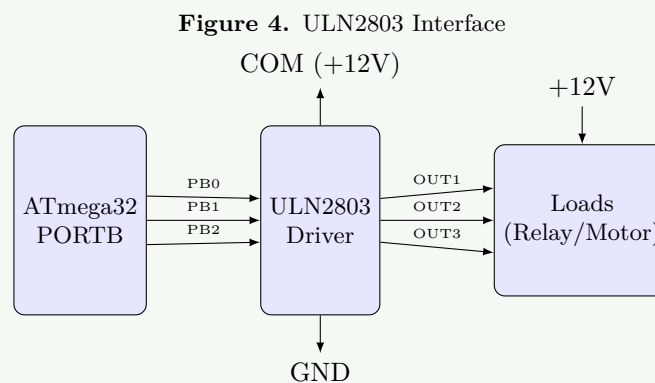 Figure 4. ULN2803 Interface
COM (+12V)
+12V
ATmega32
PORTB
PB0
PB1
PB2
ULN2803
Driver
OUT1
OUT2
OUT3
Loads
(Relay/Motor)
GND